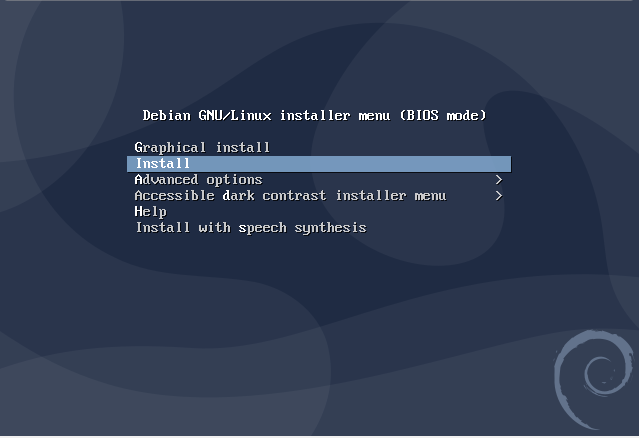 Debian GNU/Linux installer menu (BIOS mode)
Graphical install
Install
Advanced options >
Accessible dark contrast installer menu >
Help
Install with speech synthesis